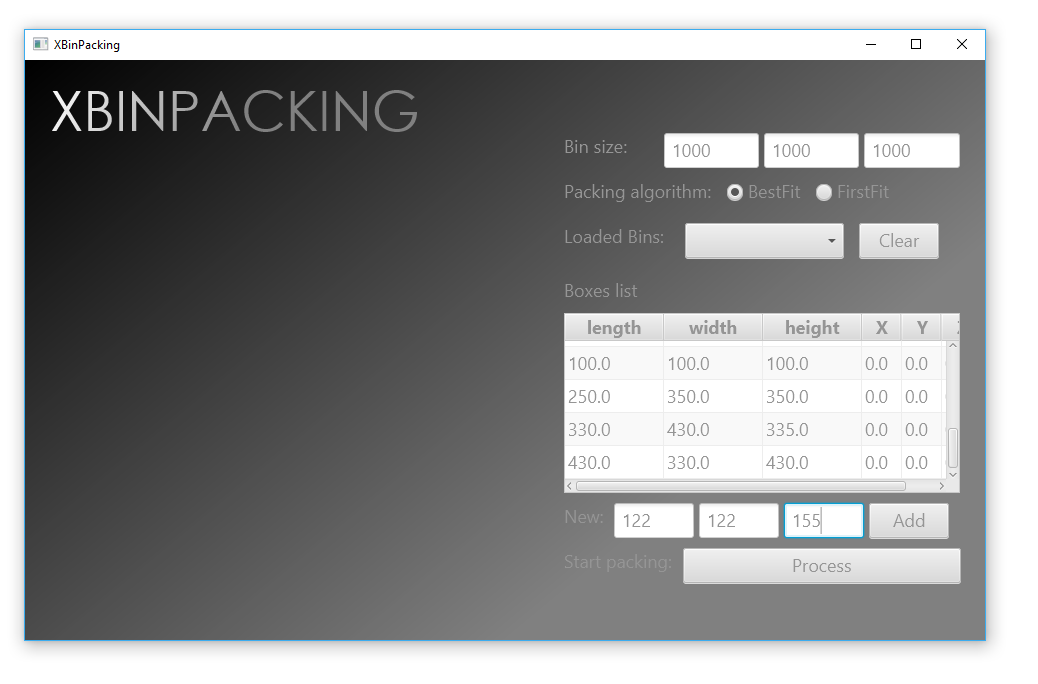 XBinPacking
XBINPACKING
Bin size: 1000 1000 1000
Packing algorithm: BestFit FirstFit
Loaded Bins: Clear
Boxes list
length width height X Y
100.0 100.0 100.0 0.0 0.0
250.0 350.0 350.0 0.0 0.0
330.0 430.0 335.0 0.0 0.0
430.0 330.0 430.0 0.0 0.0
New: 122 122 155 Add
Start packing: Process